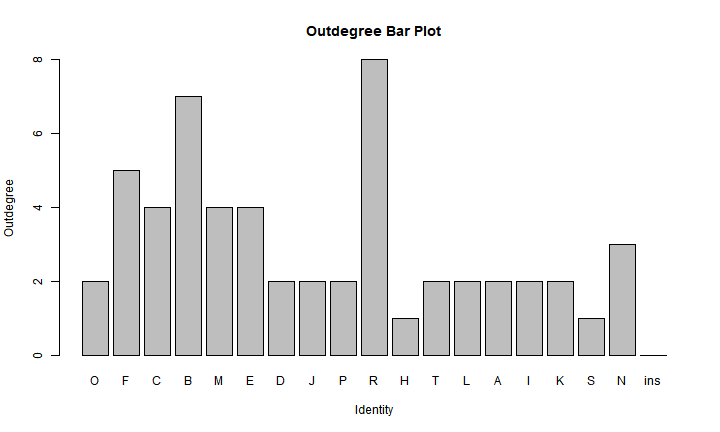 Outdegree Bar Plot
Outdegree
8
6
4
2
0
O F C B M E D J P R H T L A I K S N ins
Identity